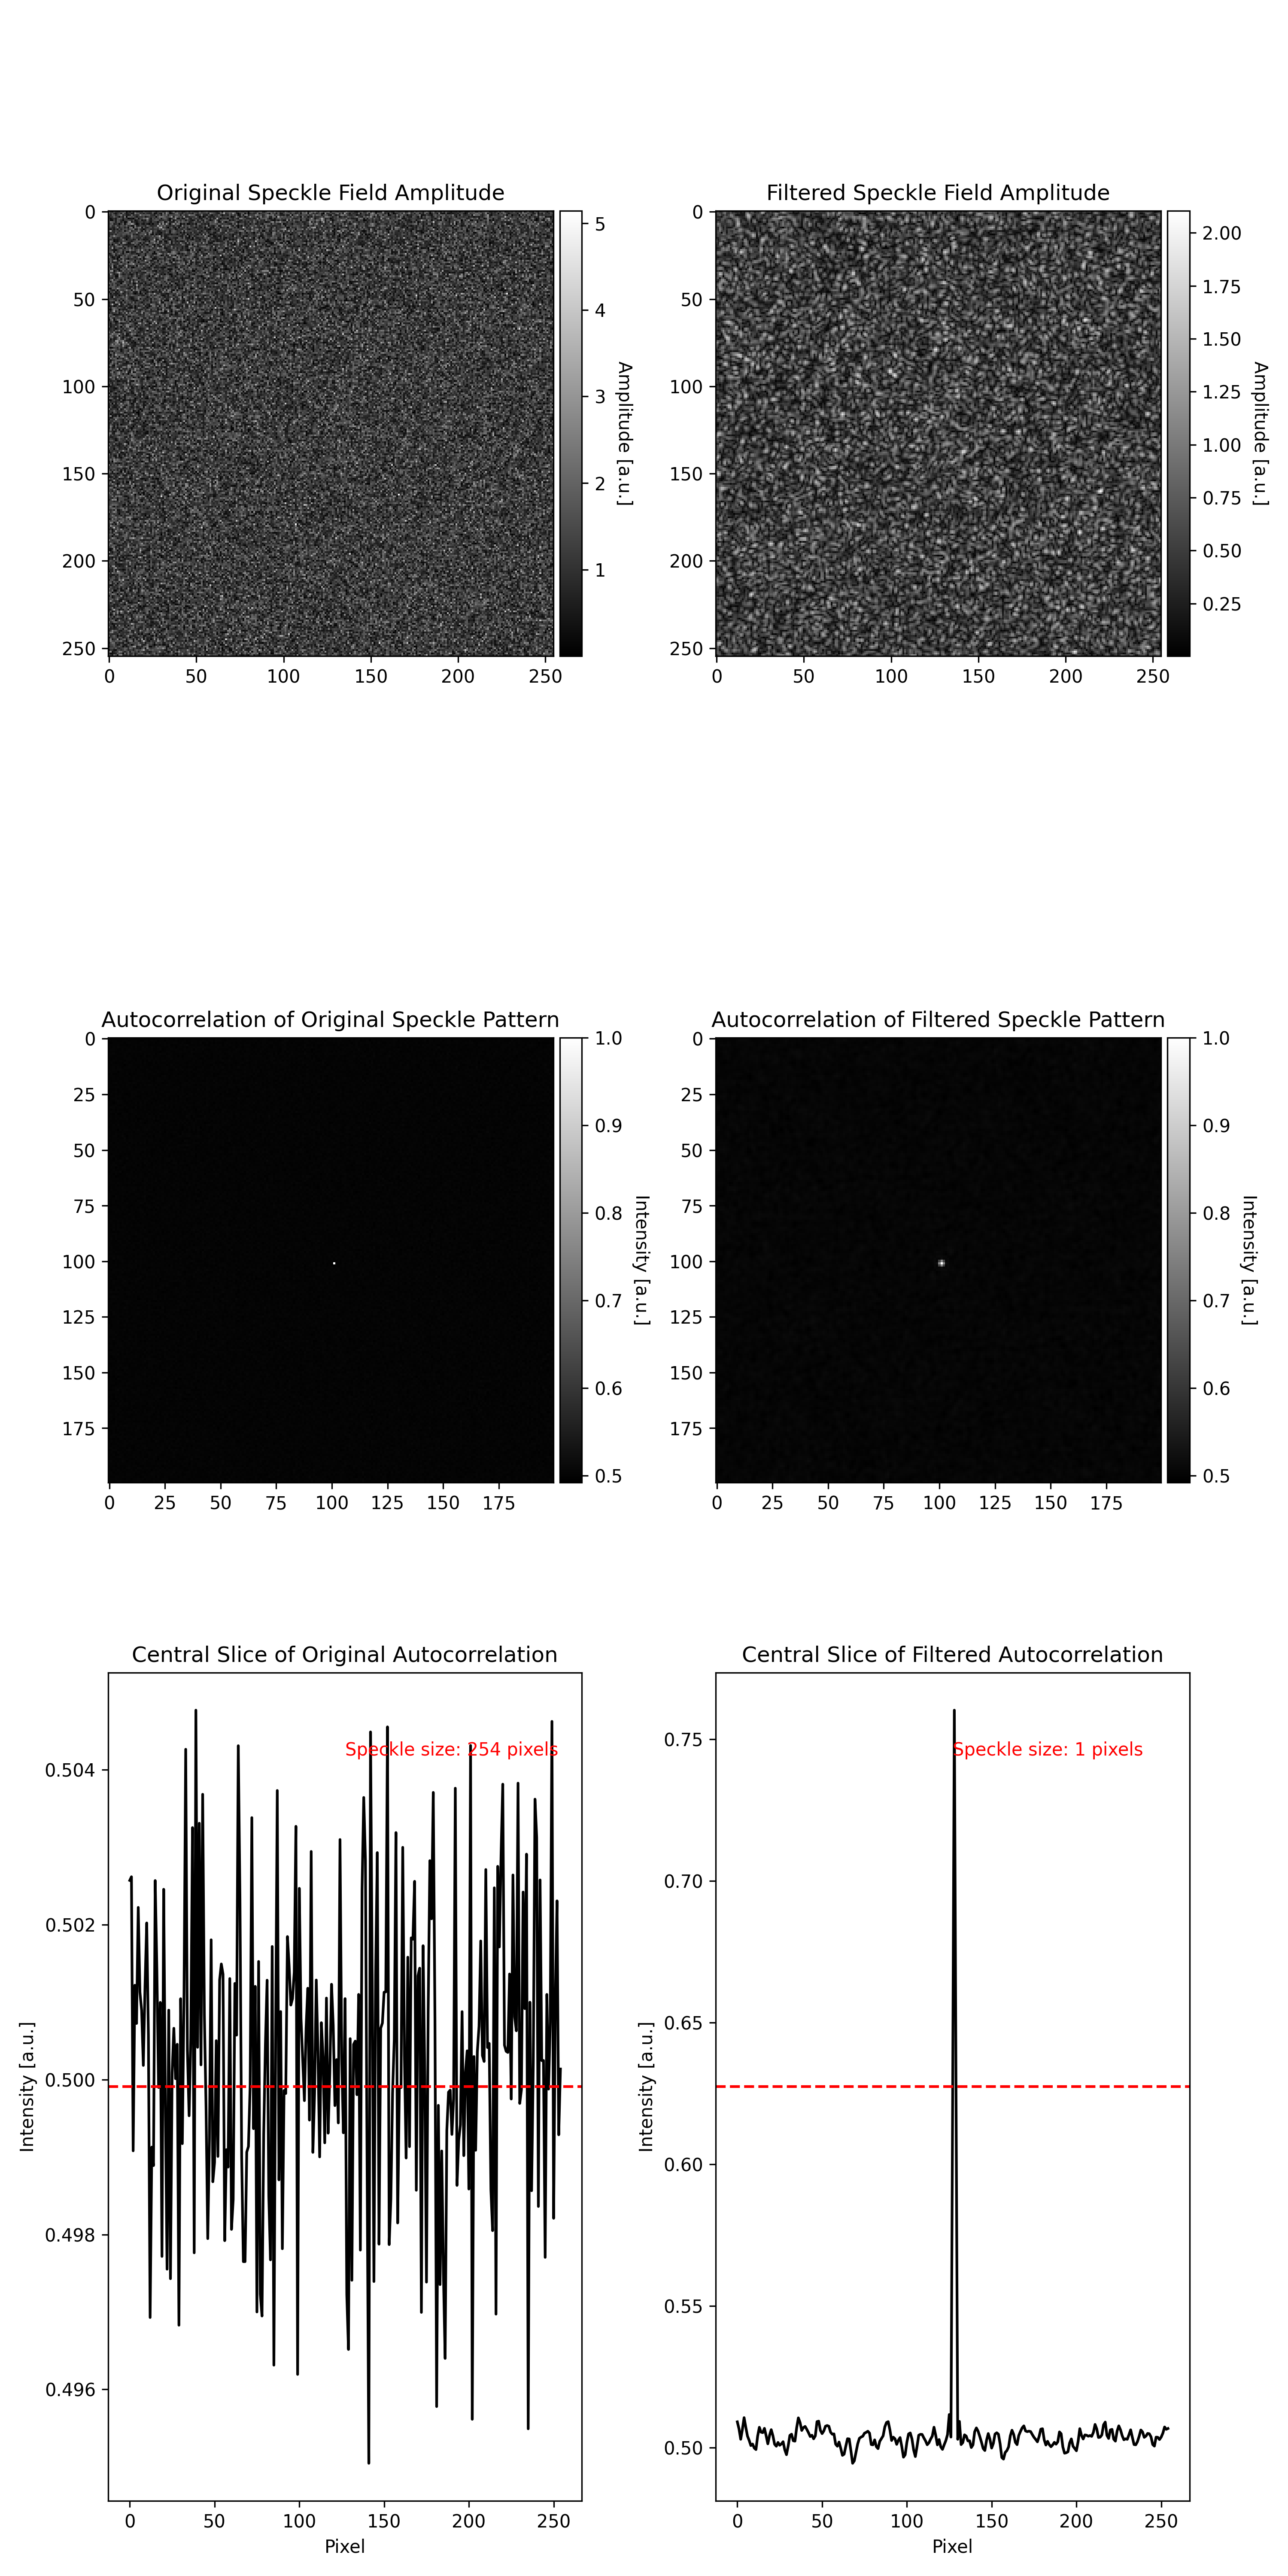 Original Speckle Field Amplitude
0
50
100
150
200
250
0 50 100 150 200 250
5
4
3
2
1
Amplitude [a.u.]
Filtered Speckle Field Amplitude
0
50
100
150
200
250
0 50 100 150 200 250
2.00
1.75
1.50
1.25
1.00
0.75
0.50
0.25
Amplitude [a.u.]
Autocorrelation of Original Speckle Pattern
0
25
50
75
100
125
150
175
0 25 50 75 100 125 150 175
1.0
0.9
0.8
0.7
0.6
0.5
Intensity [a.u.]
Autocorrelation of Filtered Speckle Pattern
0
25
50
75
100
125
150
175
0 25 50 75 100 125 150 175
1.0
0.9
0.8
0.7
0.6
0.5
Intensity [a.u.]
Central Slice of Original Autocorrelation
Speckle size: 254 pixels
0.504
0.502
0.500
0.498
0.496
Intensity [a.u.]
0 50 100 150 200 250
Pixel
Central Slice of Filtered Autocorrelation
Speckle size: 1 pixels
0.75
0.70
0.65
0.60
0.55
0.50
Intensity [a.u.]
0 50 100 150 200 250
Pixel